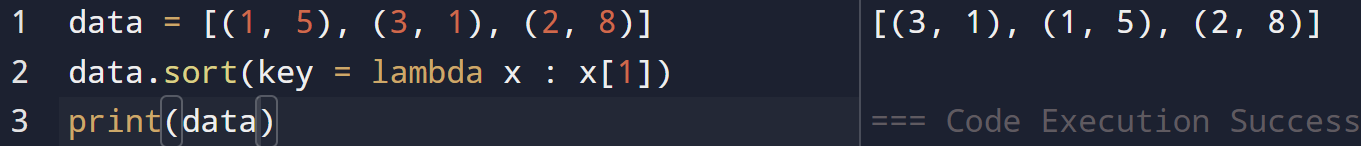 1 data = [(1, 5), (3, 1), (2, 8)]
2 data.sort(key = lambda x : x[1])
3 print(data)
[(3, 1), (1, 5), (2, 8)]
=== Code Execution Success